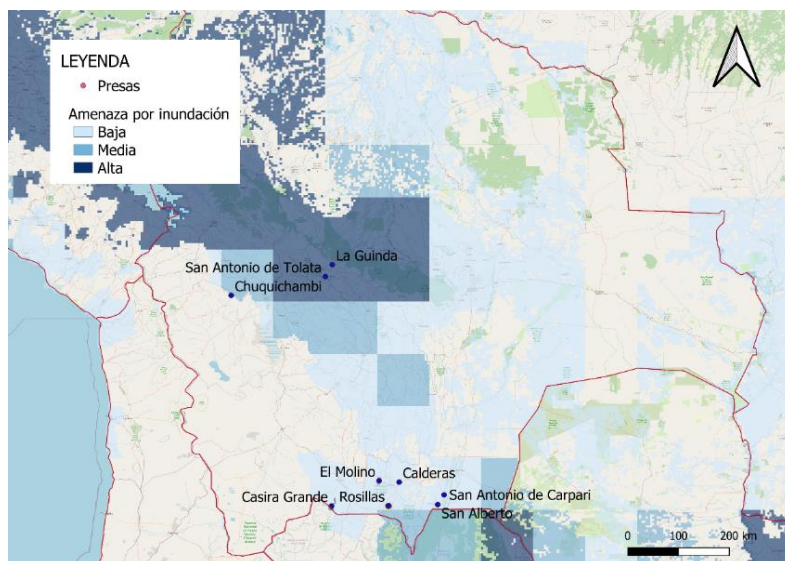 LEYENDA
Presas
Amenaza por inundación
Baja
Media
Alta
La Guinda
San Antonio de Tolata
Chuquichambi
El Molino
Calderas
Casira Grande
Rosillas
San Antonio de Carpari
San Alberto
0 100 200 km